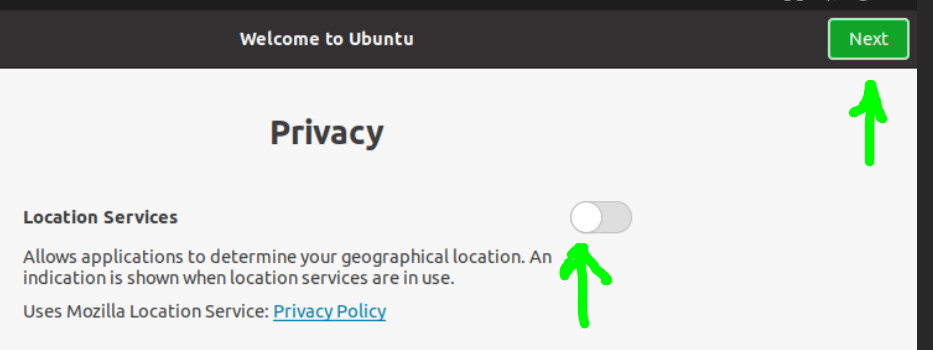 Welcome to Ubuntu
Next
Privacy
Location Services
Allows applications to determine your geographical location. An
indication is shown when location services are in use.
Uses Mozilla Location Service: Privacy Policy